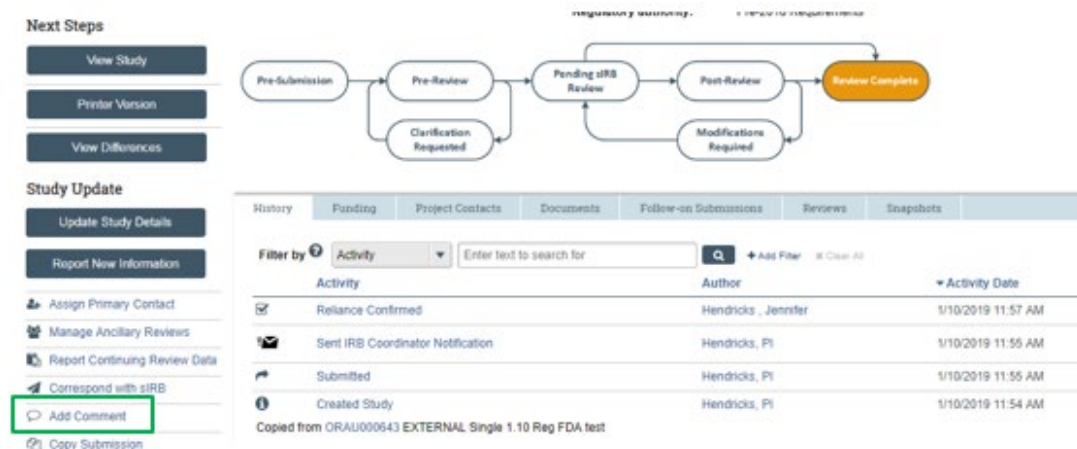 Regulatory authority: Pre-2018 Requirements
Next Steps
View Study
Printer Version
View Differences
Pre-Submission
Pre-Review
Pending sIRB
Review
Post-Review
Review Complete
Clarification
Requested
Modifications
Required
Study Update
Update Study Details
Report New Information
Assign Primary Contact
Manage Ancillary Reviews
Report Continuing Review Data
Correspond with sIRB
Add Comment
Copy Submission
History Funding Project Contacts Documents Follow-on Submissions Reviews Snapshots
Filter by ? Activity Enter text to search for + Add Filter x Clear All
Activity Author Activity Date
Reliance Confirmed Hendricks , Jennifer 1/10/2019 11:57 AM
Sent IRB Coordinator Notification Hendricks, PI 1/10/2019 11:55 AM
Submitted Hendricks, PI 1/10/2019 11:55 AM
Created Study Hendricks, PI 1/10/2019 11:54 AM
Copied from ORAU000643 EXTERNAL Single 1.10 Reg FDA test